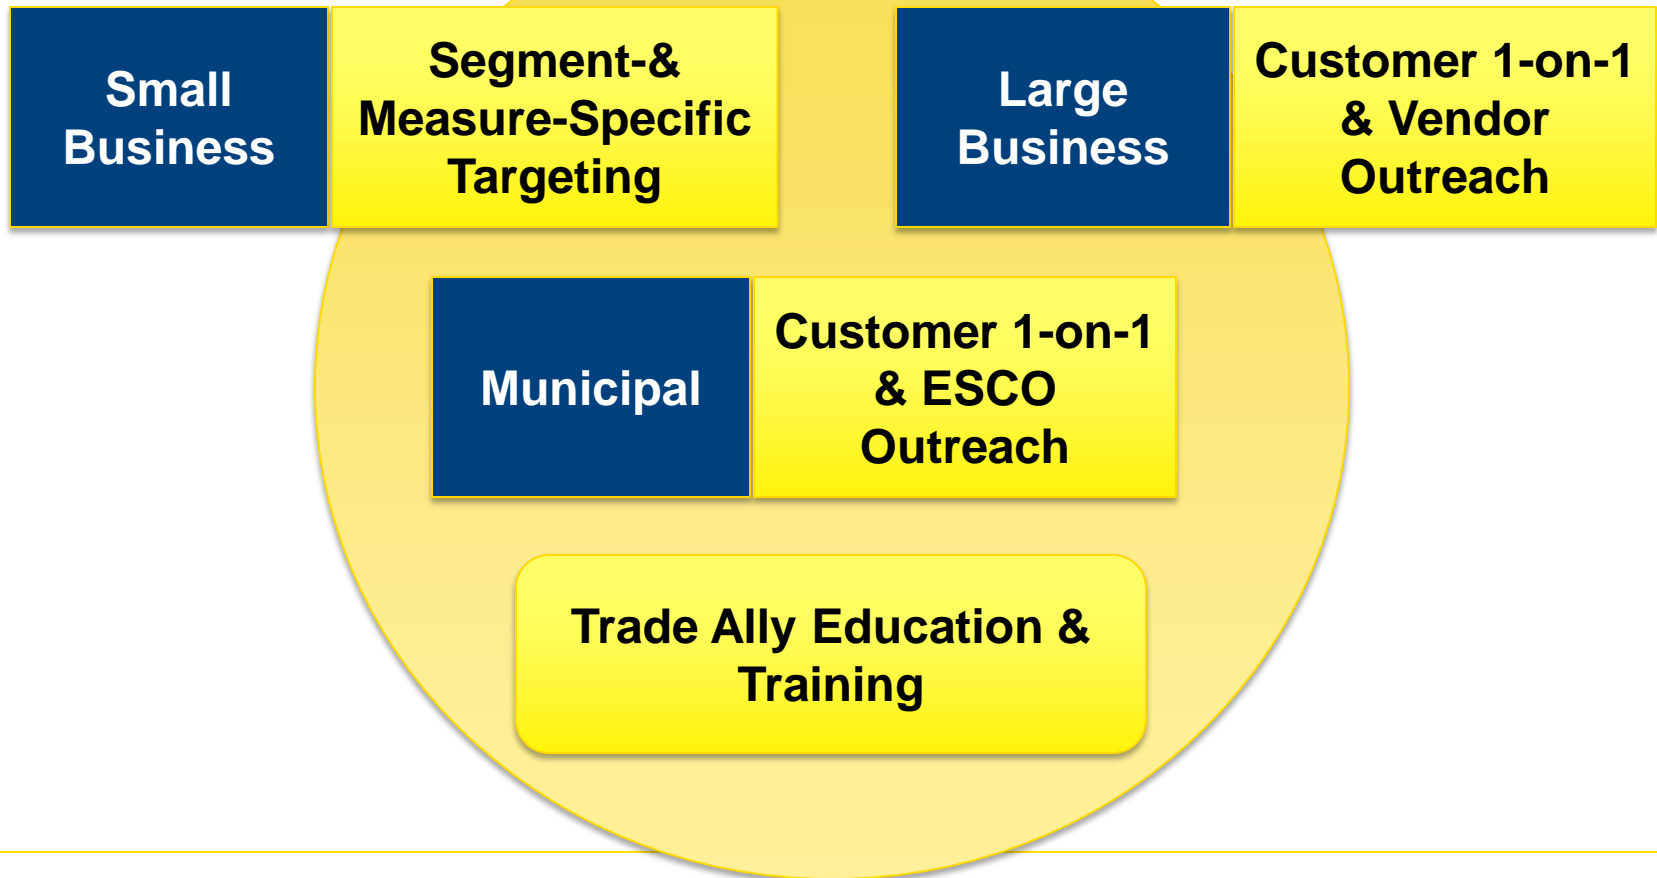 Small
Business
Segment-&
Measure-Specific
Targeting
Large
Business
Customer 1-on-1
& Vendor
Outreach
Municipal
Customer 1-on-1
& ESCO
Outreach
Trade Ally Education &
Training